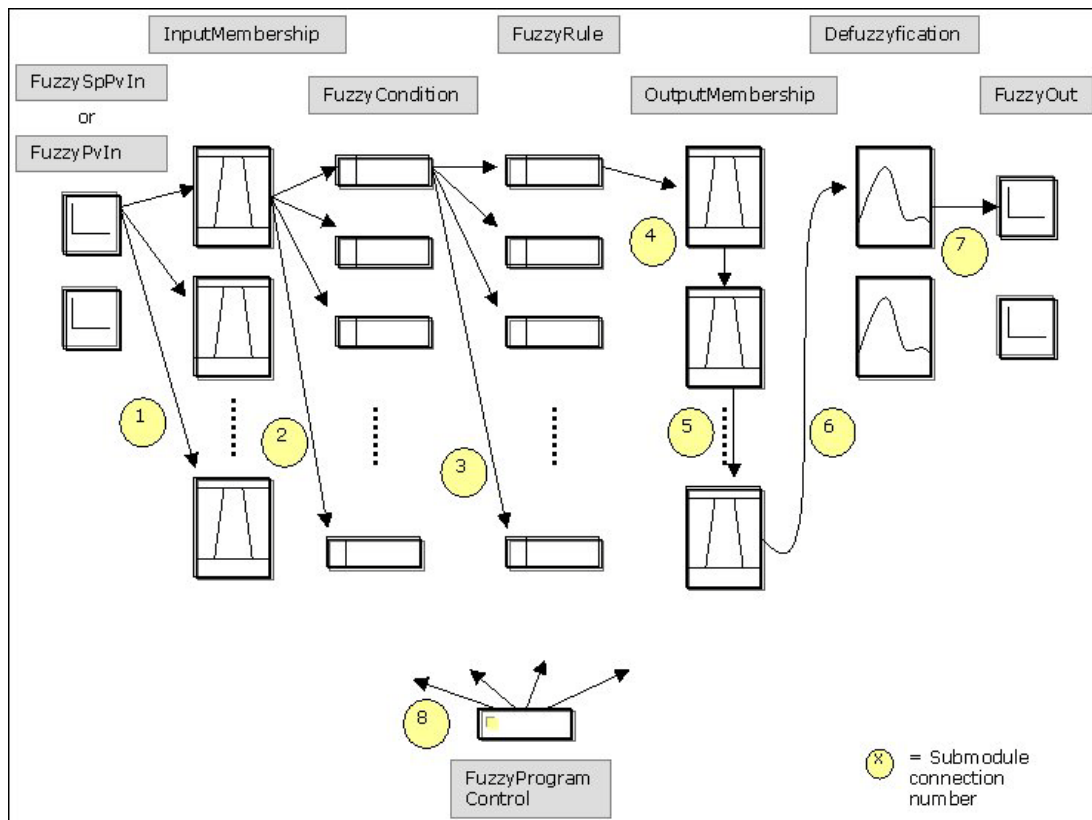 InputMembership
FuzzyRule
Defuzzyfication
FuzzySpPvIn
or
FuzzyPvIn
FuzzyCondition
OutputMembership
FuzzyOut
1
2
3
4
5
6
7
8
FuzzyProgram
Control
x
= Submodule
connection
number